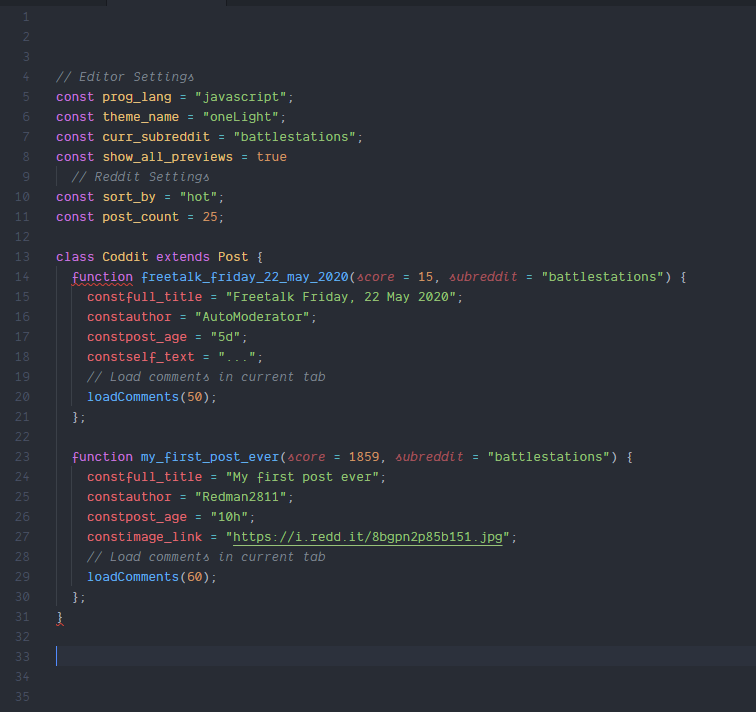 1
2
3
4 // Editor Settings
5 const prog_lang = "javascript";
6 const theme_name = "oneLight";
7 const curr_subreddit = "battlestations";
8 const show_all_previews = true
9 // Reddit Settings
10 const sort_by = "hot";
11 const post_count = 25;
12
13 class Coddit extends Post {
14 function freetalk_friday_22_may_2020(score = 15, subreddit = "battlestations") {
15 constfull_title = "Freetalk Friday, 22 May 2020";
16 constauthor = "AutoModerator";
17 constpost_age = "5d";
18 constself_text = "...";
19 // Load comments in current tab
20 loadComments(50);
21 };
22
23 function my_first_post_ever(score = 1859, subreddit = "battlestations") {
24 constfull_title = "My first post ever";
25 constauthor = "Redman2811";
26 constpost_age = "10h";
27 constimage_link = "https://i.redd.it/8bgpn2p85b151.jpg";
28 // Load comments in current tab
29 loadComments(60);
30 };
31 }
32
33
34
35